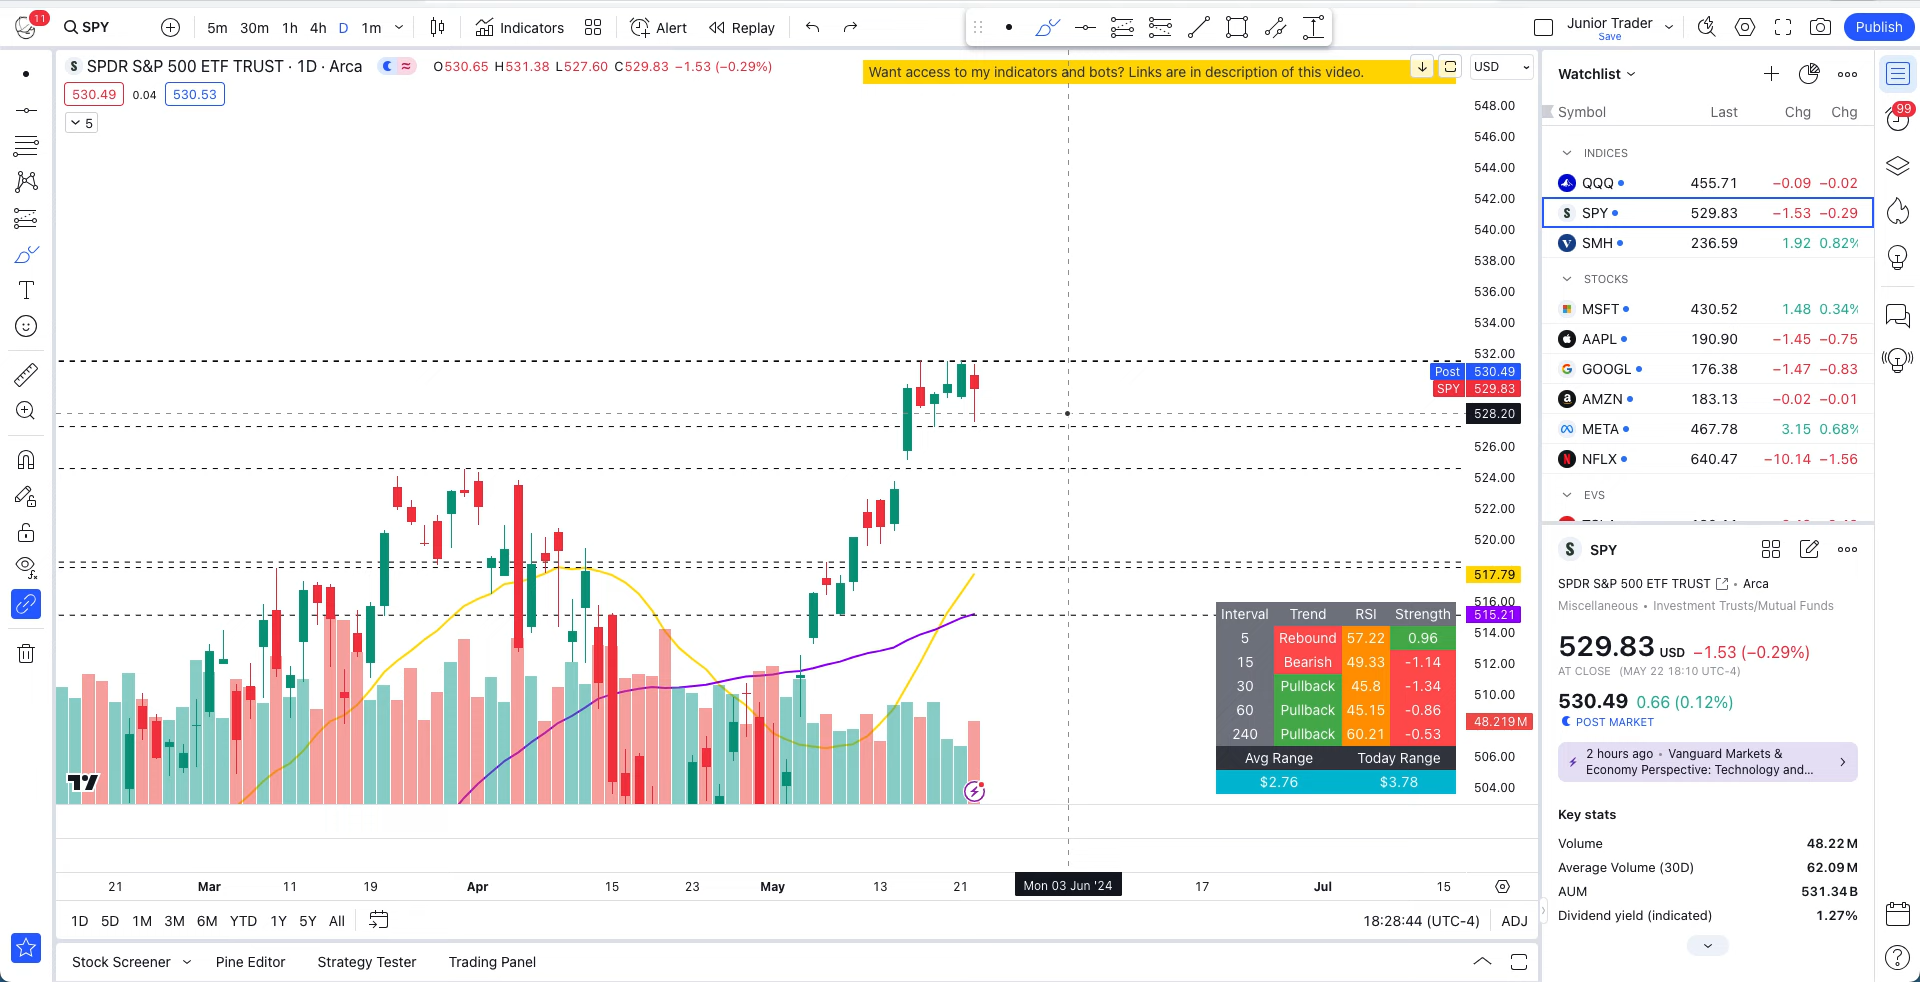 11
SPY
5m 30m 1h 4h D 1m
Indicators
Alert
Replay
Junior Trader
Save
Publish
S SPDR S&P 500 ETF TRUST · 1D · Arca
O530.65 H531.38 L527.60 C529.83 −1.53 (−0.29%)
Want access to my indicators and bots? Links are in description of this video.
USD
530.49 0.04 530.53
5
548.00
546.00
544.00
542.00
540.00
538.00
536.00
534.00
532.00
Post 530.49
SPY 529.83
528.20
526.00
524.00
522.00
520.00
517.79
516.00
515.21
514.00
512.00
510.00
48.219M
506.00
504.00
Interval Trend RSI Strength
5 Rebound 57.22 0.96
15 Bearish 49.33 -1.14
30 Pullback 45.8 -1.34
60 Pullback 45.15 -0.86
240 Pullback 60.21 -0.53
Avg Range Today Range
$2.76 $3.78
21 Mar 11 19 Apr 15 23 May 13 21 Mon 03 Jun '24 17 Jul 15
1D 5D 1M 3M 6M YTD 1Y 5Y All
18:28:44 (UTC-4) ADJ
Stock Screener Pine Editor Strategy Tester Trading Panel
Watchlist
Symbol Last Chg Chg
INDICES
QQQ 455.71 −0.09 −0.02
S SPY 529.83 −1.53 −0.29
V SMH 236.59 1.92 0.82%
STOCKS
MSFT 430.52 1.48 0.34%
AAPL 190.90 −1.45 −0.75
G GOOGL 176.38 −1.47 −0.83
a AMZN 183.13 −0.02 −0.01
META 467.78 3.15 0.68%
N NFLX 640.47 −10.14 −1.56
EVS
99
S SPY
SPDR S&P 500 ETF TRUST • Arca
Miscellaneous • Investment Trusts/Mutual Funds
529.83 USD −1.53 (−0.29%)
AT CLOSE (MAY 22 18:10 UTC-4)
530.49 0.66 (0.12%)
POST MARKET
2 hours ago • Vanguard Markets &
Economy Perspective: Technology and...
Key stats
Volume 48.22M
Average Volume (30D) 62.09M
AUM 531.34B
Dividend yield (indicated) 1.27%